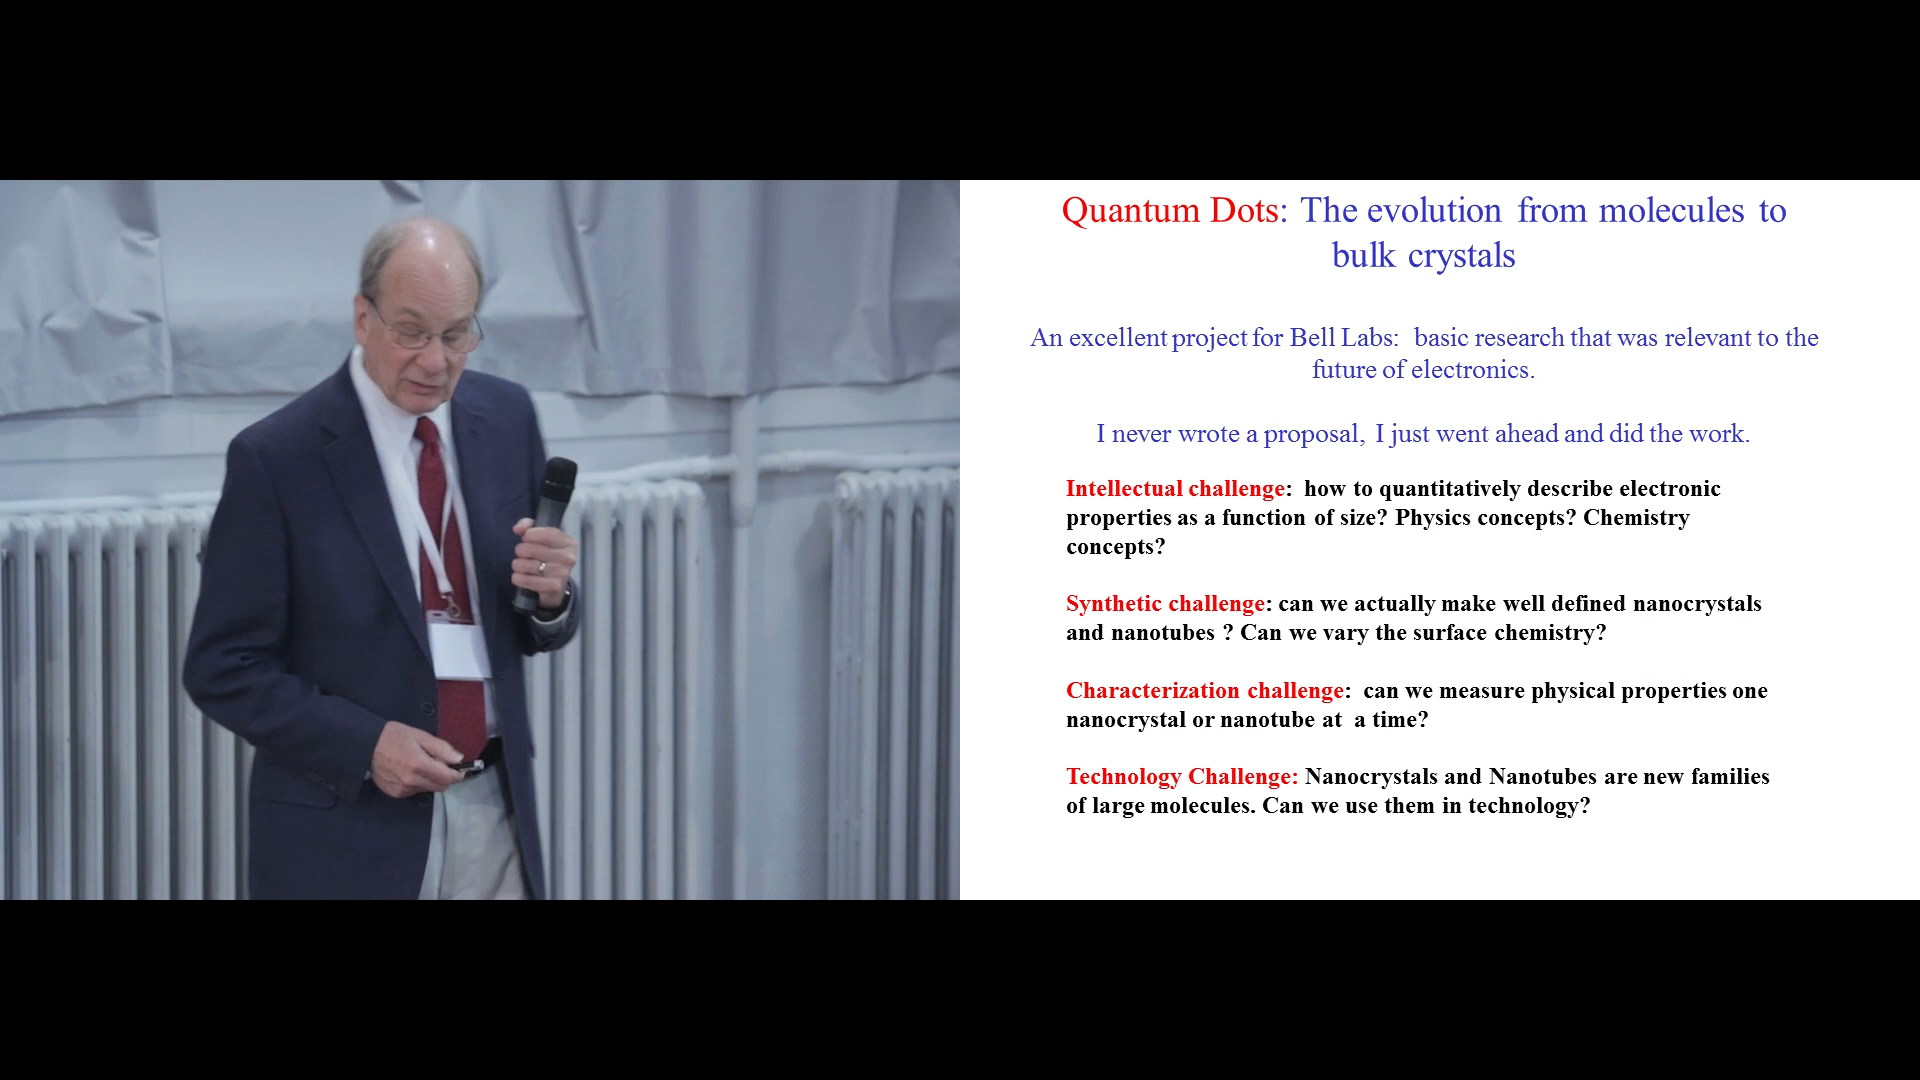 Quantum Dots: The evolution from molecules to
bulk crystals
An excellent project for Bell Labs:  basic research that was relevant to the
future of electronics.
I never wrote a proposal, I just went ahead and did the work.
Intellectual challenge:  how to quantitatively describe electronic
properties as a function of size? Physics concepts? Chemistry
concepts?
Synthetic challenge: can we actually make well defined nanocrystals
and nanotubes ? Can we vary the surface chemistry?
Characterization challenge:  can we measure physical properties one
nanocrystal or nanotube at  a time?
Technology Challenge: Nanocrystals and Nanotubes are new families
of large molecules. Can we use them in technology?